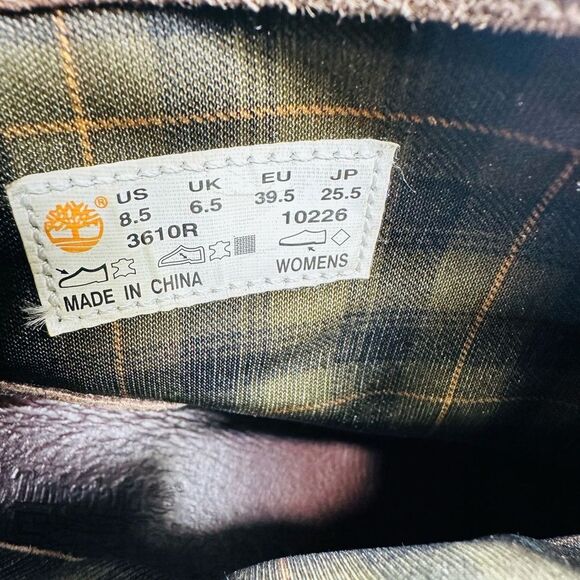 US UK EU JP
8.5 6.5 39.5 25.5
3610R 10226
®
WOMENS
MADE IN CHINA